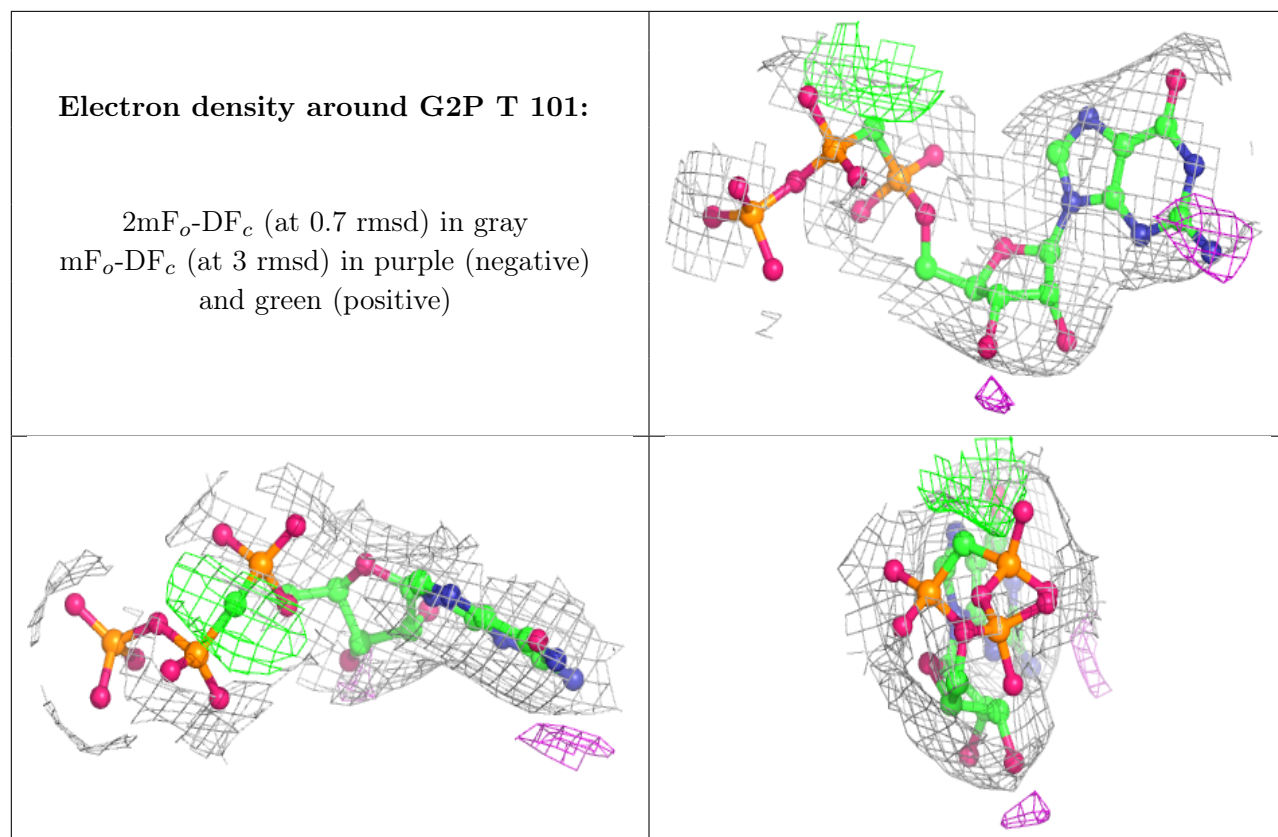 Electron density around G2P T 101:
2mFo-DFc (at 0.7 rmsd) in gray
mFo-DFc (at 3 rmsd) in purple (negative)
and green (positive)